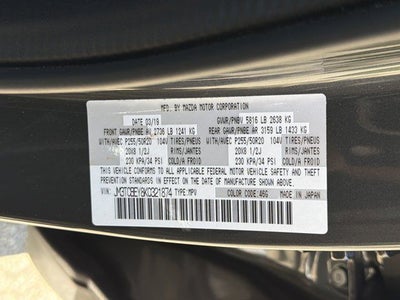 MFD. BY MAZDA MOTOR CORPORATION
DATE 03/19 GVWR/PNBV 5816 LB 2638 KG
FRONT GAWR/PNBE AV 2736 LB 1241 KG REAR GAWR/PNBE AR 3159 LB 1433 KG
WITH/AVEC P255/50R20 104V TIRES/PNEUS WITH/AVEC P255/50R20 104V TIRES/PNEUS
20X8 1/2J RIMS/JANTES 20X8 1/2J RIMS/JANTES
230 KPA/34 PSI COLD/A FROID 230 KPA/34 PSI COLD/A FROID
THIS VEHICLE CONFORMS TO ALL APPLICABLE FEDERAL MOTOR VEHICLE SAFETY AND THEFT
PREVENTION STANDARDS IN EFFECT ON THE DATE OF MANUFACTURE SHOWN ABOVE.
VIN: TYPE:MPV COLOR CODE:46G MADE IN JAPAN